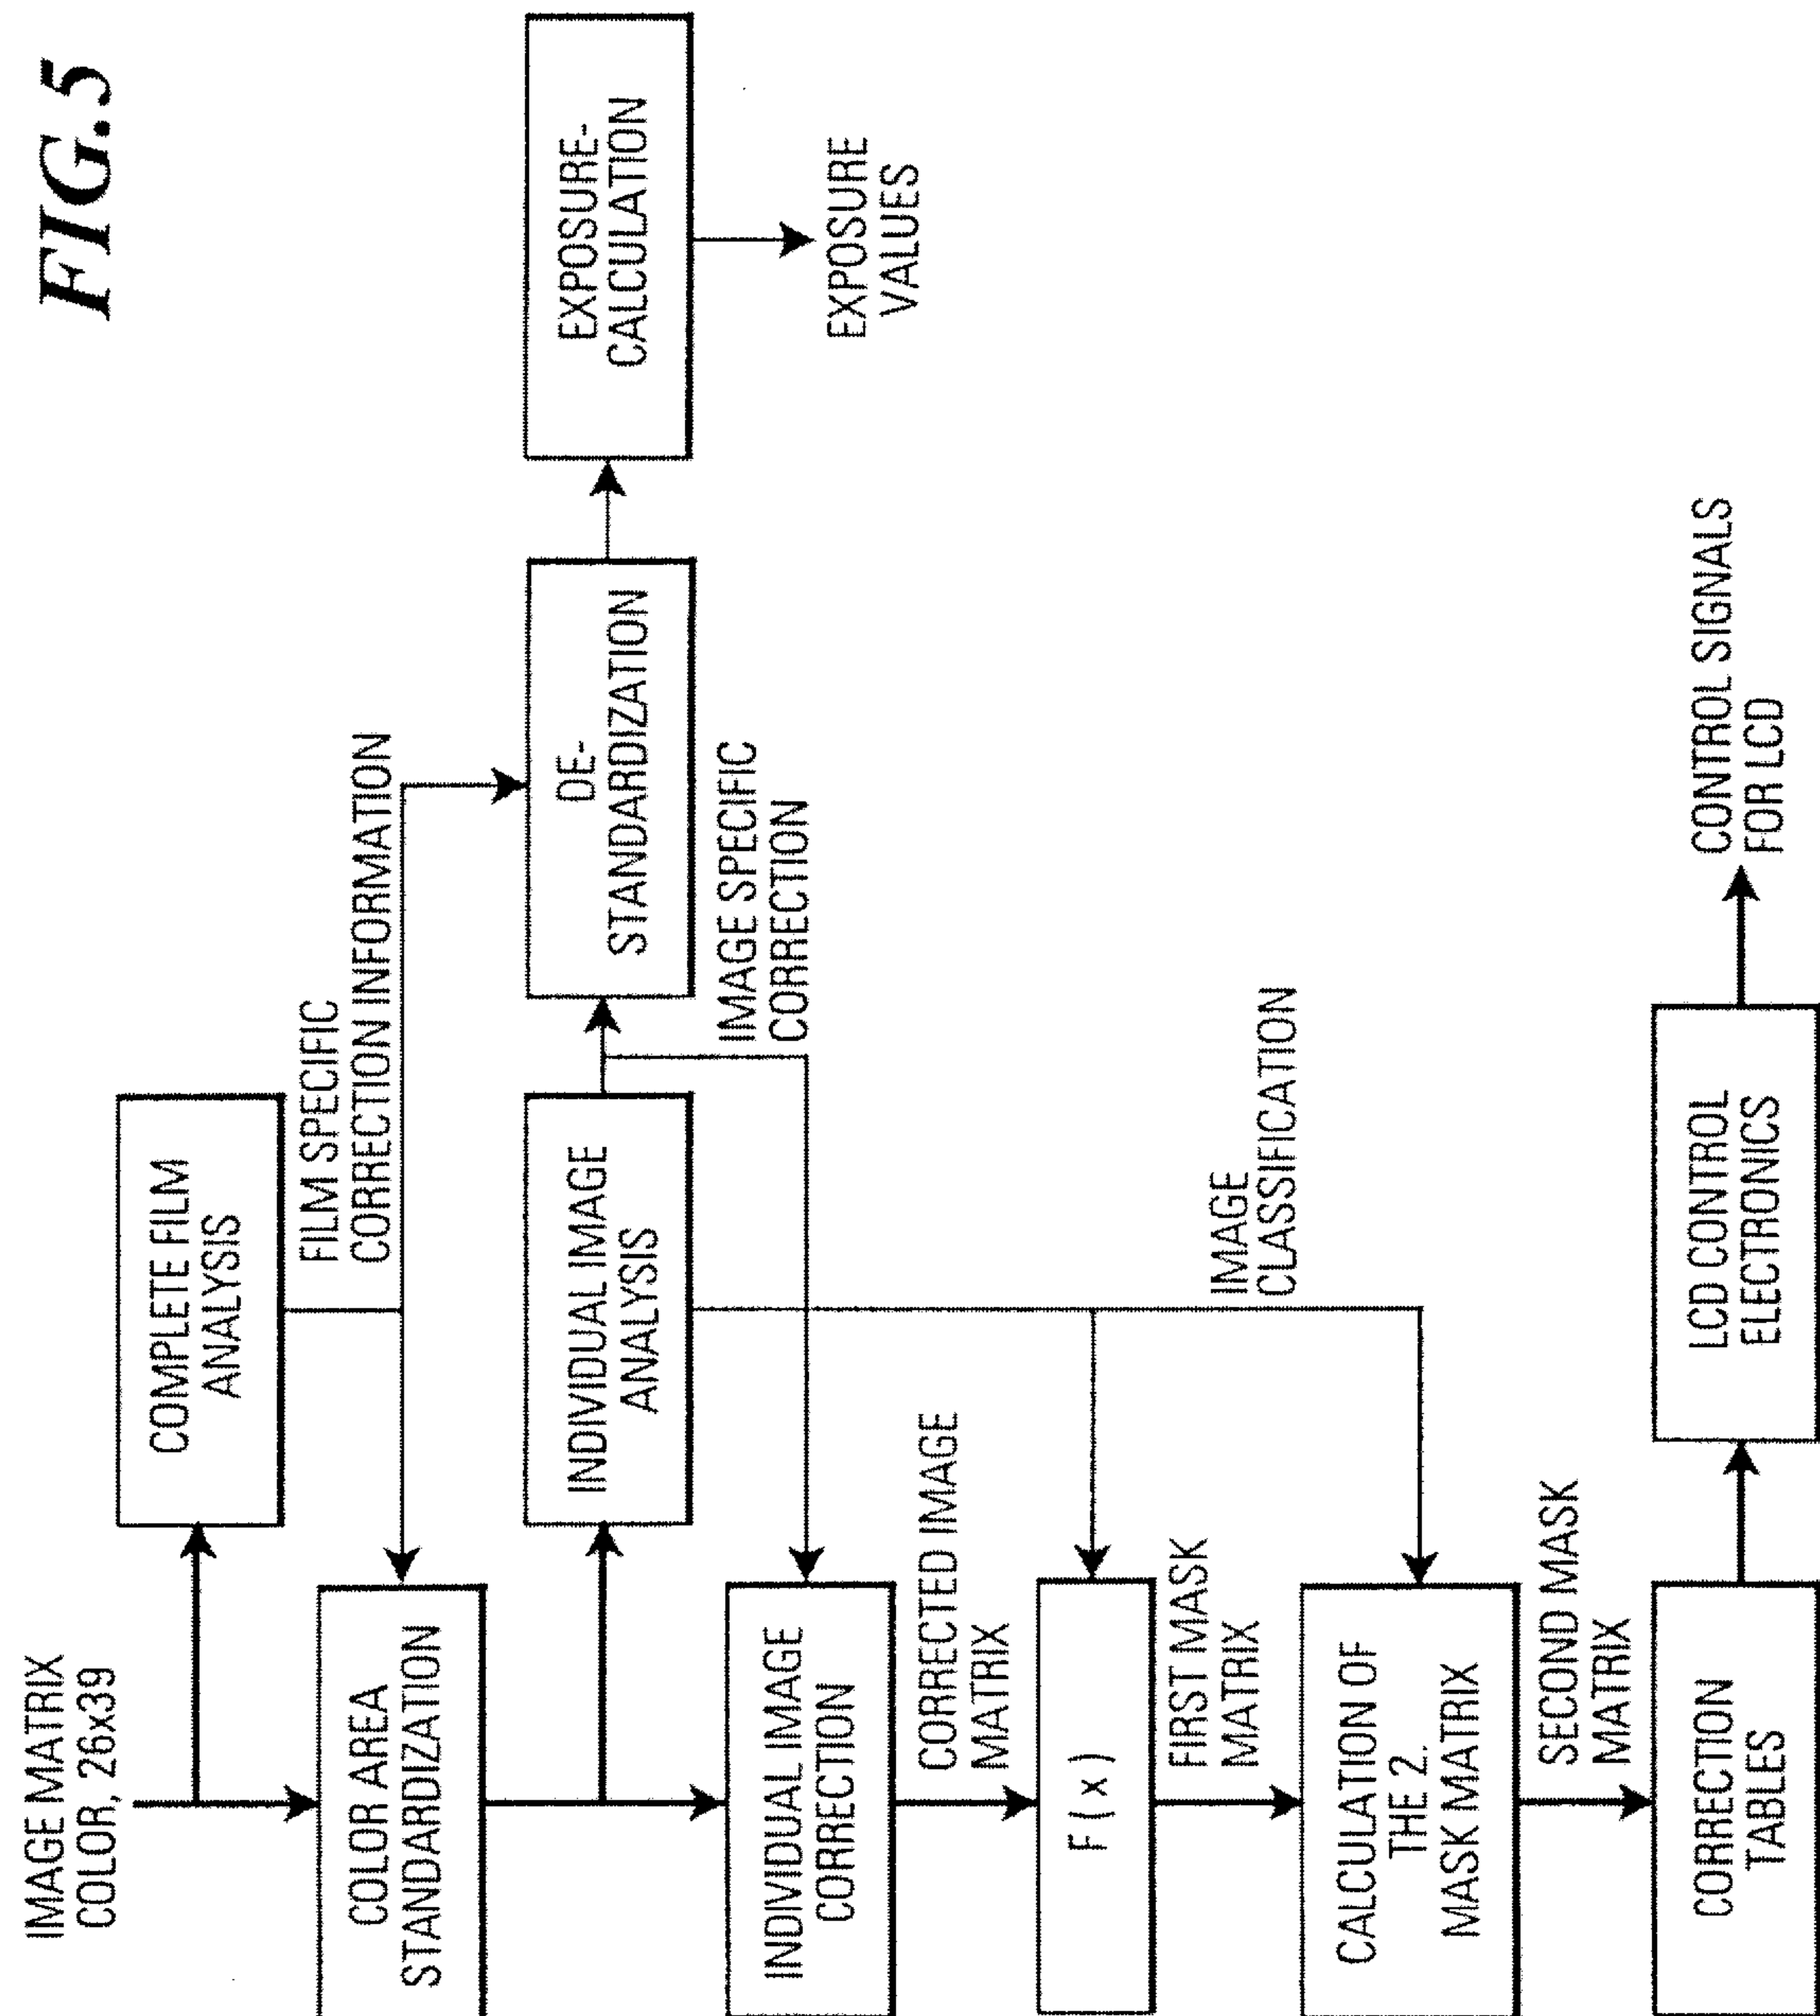 FIG.5
IMAGE MATRIX
COLOR, 26x39
COMPLETE FILM
ANALYSIS
FILM SPECIFIC
CORRECTION INFORMATION
COLOR AREA
STANDARDIZATION
INDIVIDUAL IMAGE
ANALYSIS
DE-
STANDARDIZATION
EXPOSURE-
CALCULATION
EXPOSURE
VALUES
IMAGE SPECIFIC
CORRECTION
INDIVIDUAL IMAGE
CORRECTION
CORRECTED IMAGE
MATRIX
F ( x )
IMAGE
CLASSIFICATION
FIRST MASK
MATRIX
CALCULATION OF
THE 2.
MASK MATRIX
SECOND MASK
MATRIX
CORRECTION
TABLES
LCD CONTROL
ELECTRONICS
CONTROL SIGNALS
FOR LCD